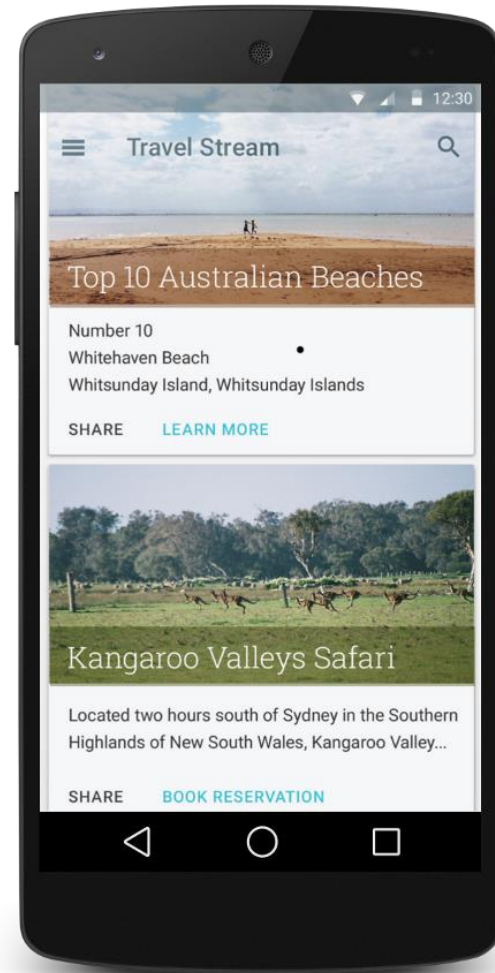 12:30
Travel Stream
Top 10 Australian Beaches
Number 10
Whitehaven Beach
Whitsunday Island, Whitsunday Islands
SHARE LEARN MORE
Kangaroo Valleys Safari
Located two hours south of Sydney in the Southern
Highlands of New South Wales, Kangaroo Valley...
SHARE BOOK RESERVATION